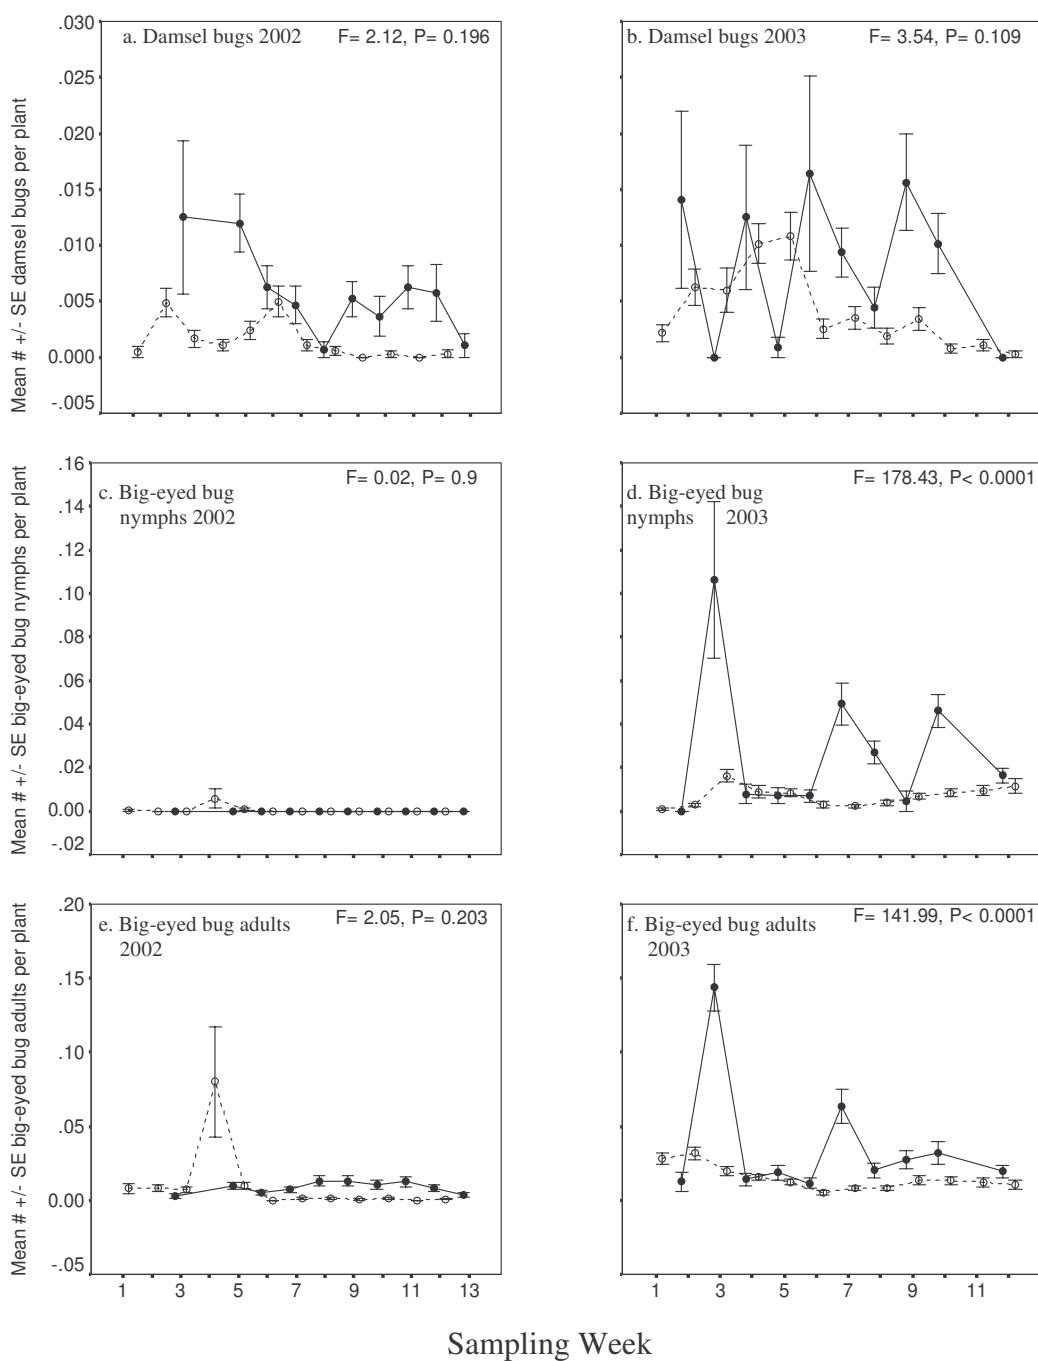 Mean # +/- SE damsel bugs per plant
.030
.025
.020
.015
.010
.005
0.000
-.005
a. Damsel bugs 2002
F= 2.12, P= 0.196
b. Damsel bugs 2003
F= 3.54, P= 0.109
Mean # +/- SE big-eyed bug nymphs per plant
.16
.14
.12
.10
.08
.06
.04
.02
0.00
-.02
c. Big-eyed bug
nymphs 2002
F= 0.02, P= 0.9
d. Big-eyed bug
nymphs 2003
F= 178.43, P< 0.0001
Mean # +/- SE big-eyed bug adults per plant
.20
.15
.10
.05
0.00
-.05
e. Big-eyed bug adults
2002
F= 2.05, P= 0.203
f. Big-eyed bug adults
2003
F= 141.99, P< 0.0001
1 3 5 7 9 11 13
1 3 5 7 9 11
Sampling Week